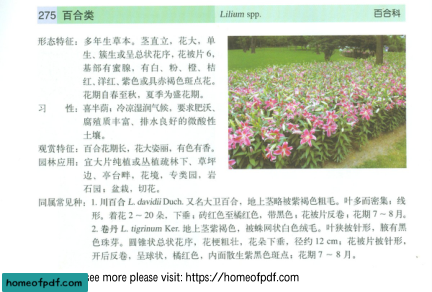 275 百合类 Lilium spp. 百合科
形态特征：多年生草本。茎直立，花大，单
生、簇生或呈总状花序，花被片6，
基部有蜜腺，有白、粉、橙、桔
红、洋红、紫色或具赤褐色斑点花。
花期自春至秋，夏季为盛花期。
习 性：喜半荫，冷凉湿润气候，要求肥沃、
腐殖质丰富、排水良好的微酸性
土壤。
观赏特征：百合花期长，花大姿丽，有色有香。
园林应用：宜大片纯植或丛植疏林下、草坪
边、亭台畔，花境，专类园，岩
石园；盆栽，切花。
同属常见种：1. 川百合 L. davidii Duch. 又名大卫百合，地上茎略被紫褐色粗毛。叶多而密集；线
形，着花2～20朵，下垂；砖红色至橘红色，带黑色；花被片反卷；花期7～8月。
2. 卷丹 L. tigrinum Ker. 地上茎紫褐色，被蛛网状白色绒毛。叶狭披针形，腋有黑
色珠芽。圆锥状总状花序，花梗粗壮，花朵下垂，径约12 cm；花被片披针形，
开后反卷，呈球状，橘红色，内面散生紫黑色斑点；花期7～8月。
homeofpdf.com
see more please visit: https://homeofpdf.com